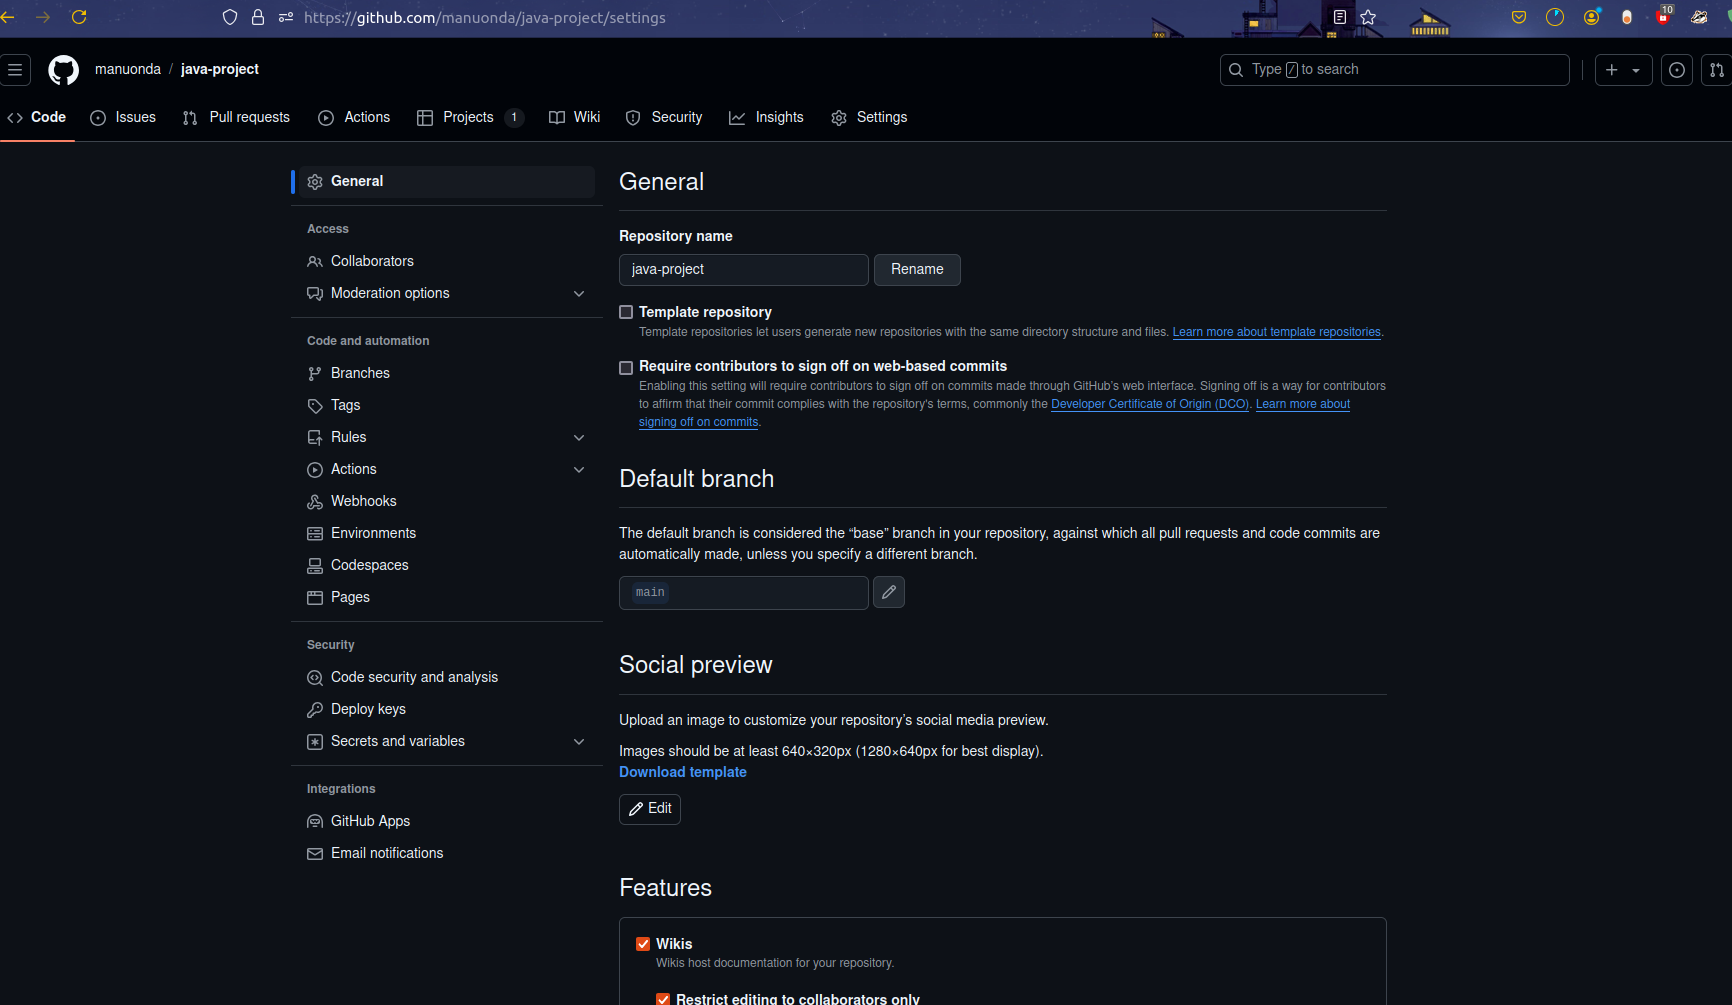 https://github.com/manuonda/java-project/settings
10
manuonda / java-project
Type / to search
Code Issues Pull requests Actions Projects 1 Wiki Security Insights Settings
General
Access
Collaborators
Moderation options
Code and automation
Branches
Tags
Rules
Actions
Webhooks
Environments
Codespaces
Pages
Security
Code security and analysis
Deploy keys
Secrets and variables
Integrations
GitHub Apps
Email notifications
General
Repository name
java-project Rename
Template repository
Template repositories let users generate new repositories with the same directory structure and files. Learn more about template repositories.
Require contributors to sign off on web-based commits
Enabling this setting will require contributors to sign off on commits made through GitHub's web interface. Signing off is a way for contributors
to affirm that their commit complies with the repository's terms, commonly the Developer Certificate of Origin (DCO). Learn more about
signing off on commits.
Default branch
The default branch is considered the “base” branch in your repository, against which all pull requests and code commits are
automatically made, unless you specify a different branch.
main
Social preview
Upload an image to customize your repository’s social media preview.
Images should be at least 640×320px (1280×640px for best display).
Download template
Edit
Features
Wikis
Wikis host documentation for your repository.
Restrict editing to collaborators only